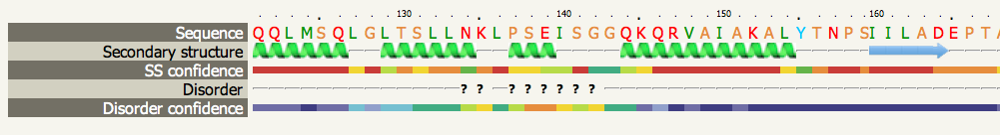 130 140 150 160
Sequence QQLMSQLGLTSLLNKLPSEISGGQKQRVAIAKALYTNPSIILADEPTA
Secondary structure
SS confidence
Disorder ? ? ? ? ? ? ? ?
Disorder confidence